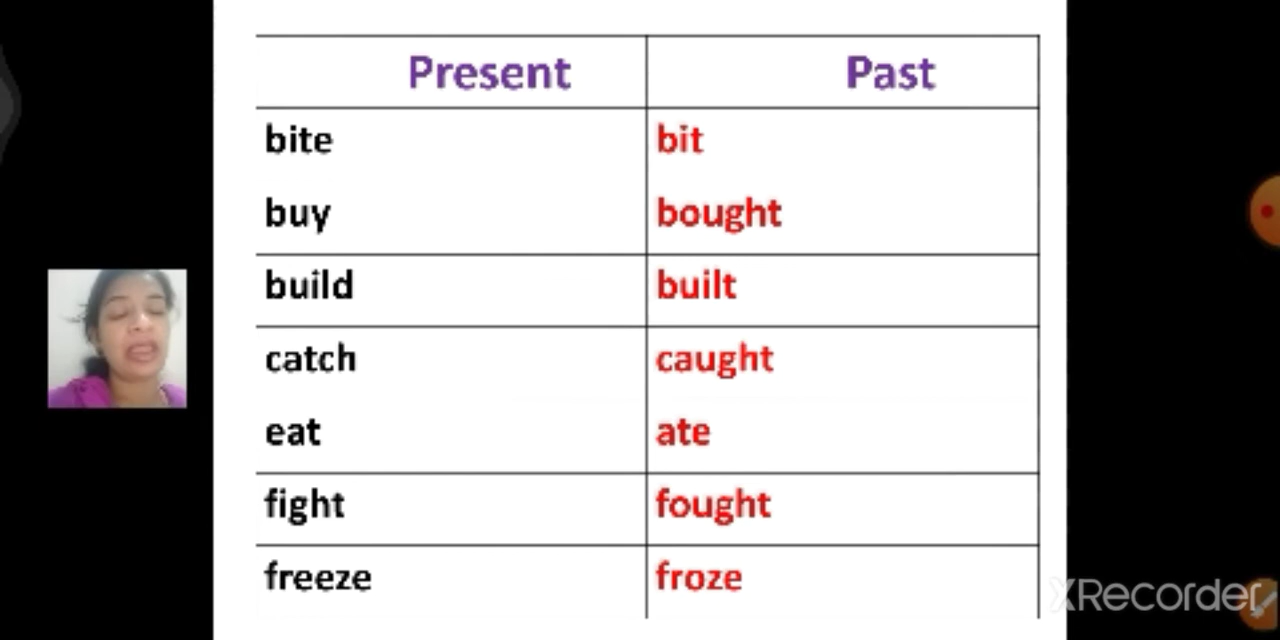 Present Past
bite bit
buy bought
build built
catch caught
eat ate
fight fought
freeze froze
XRecorder